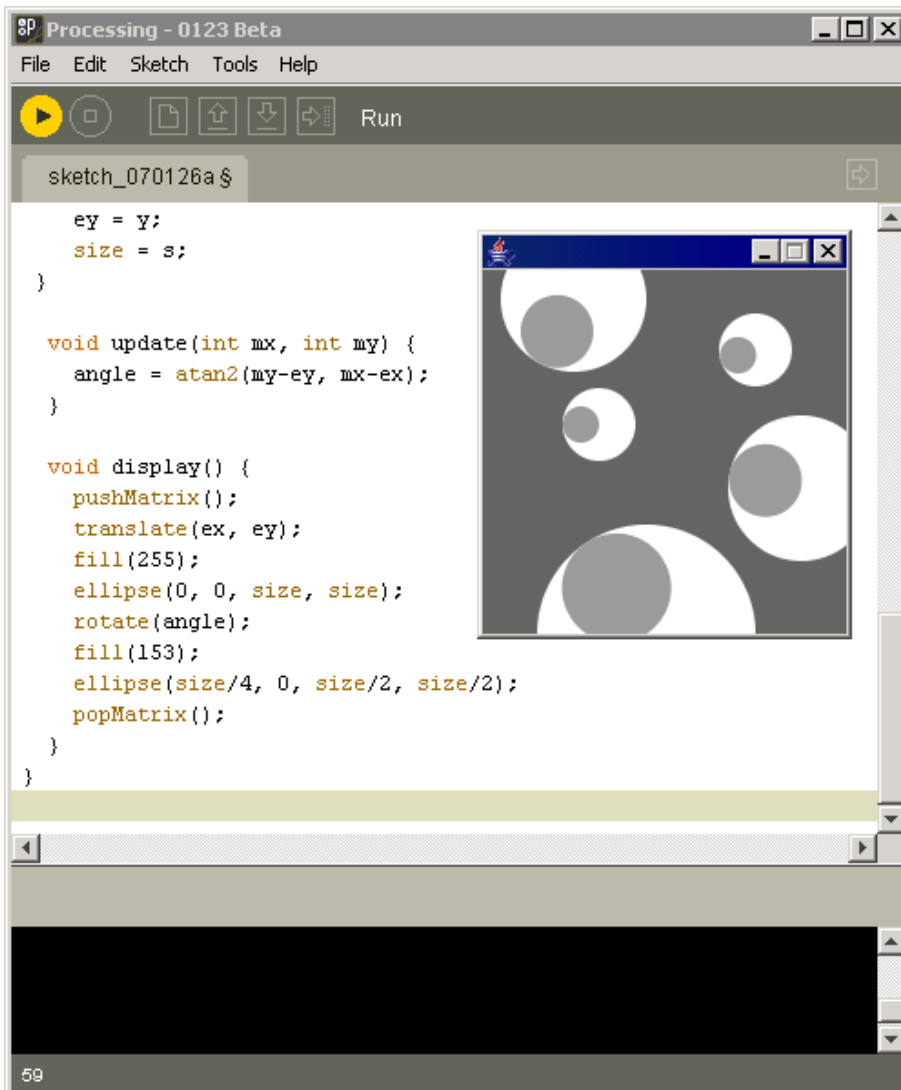 Processing - 0123 Beta
File Edit Sketch Tools Help
Run
sketch_070126a §
ey = y;
size = s;
}
void update(int mx, int my) {
angle = atan2(my-ey, mx-ex);
}
void display() {
pushMatrix();
translate(ex, ey);
fill(255);
ellipse(0, 0, size, size);
rotate(angle);
fill(153);
ellipse(size/4, 0, size/2, size/2);
popMatrix();
}
}
59